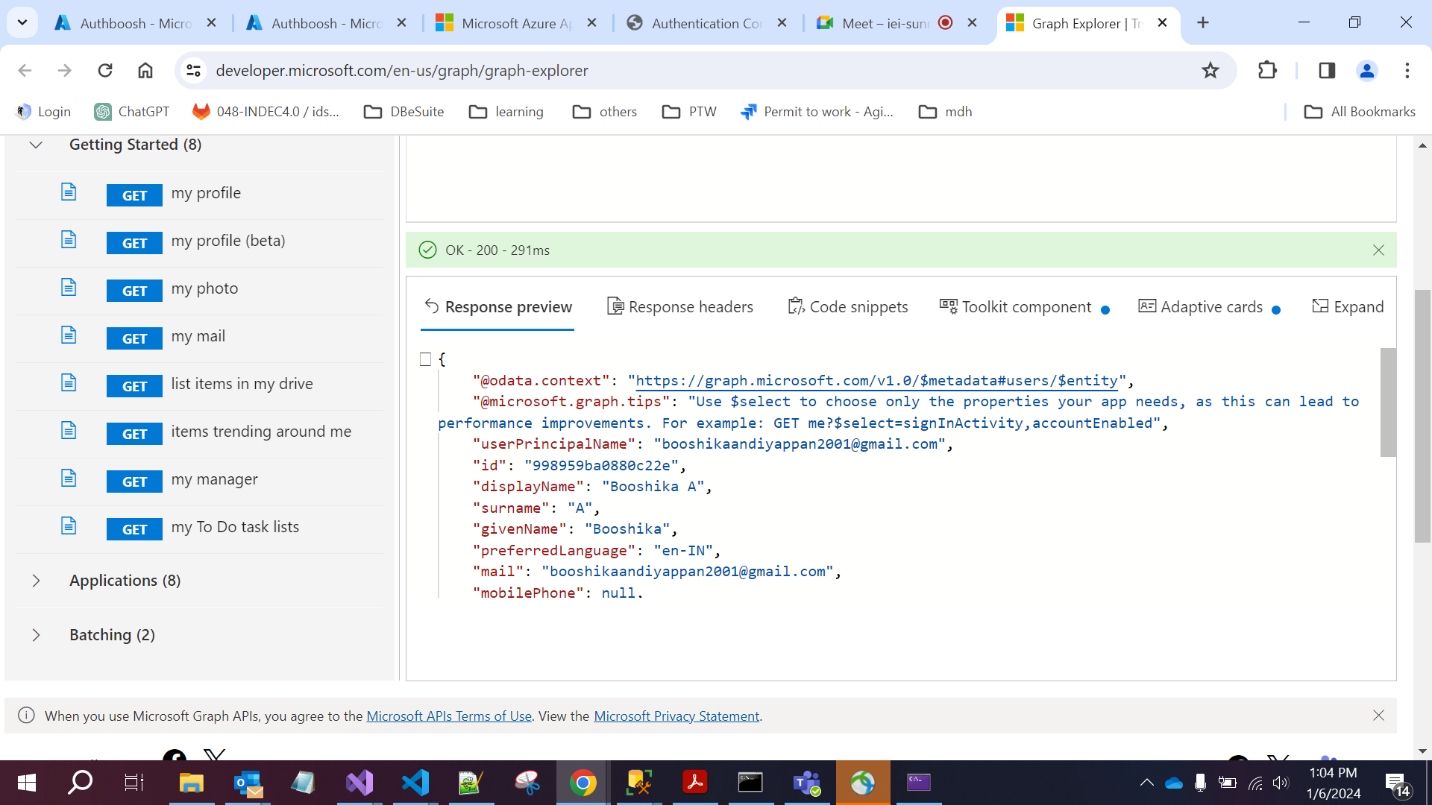 Authboosh - Micro
Authboosh - Micro
Microsoft Azure A
Authentication Co
Meet – iei-sun
Graph Explorer | T
developer.microsoft.com/en-us/graph/graph-explorer
Login
ChatGPT
048-INDEC4.0 / ids...
DBeSuite
learning
others
PTW
Permit to work - Agi...
mdh
All Bookmarks
Getting Started (8)
GET my profile
GET my profile (beta)
GET my photo
GET my mail
GET list items in my drive
GET items trending around me
GET my manager
GET my To Do task lists
Applications (8)
Batching (2)
OK - 200 - 291ms
Response preview
Response headers
Code snippets
Toolkit component
Adaptive cards
Expand
{
"@odata.context": "https://graph.microsoft.com/v1.0/$metadata#users/$entity",
"@microsoft.graph.tips": "Use $select to choose only the properties your app needs, as this can lead to
performance improvements. For example: GET me?$select=signInActivity,accountEnabled",
"userPrincipalName": "booshikaandiyappan2001@gmail.com",
"id": "998959ba0880c22e",
"displayName": "Booshika A",
"surname": "A",
"givenName": "Booshika",
"preferredLanguage": "en-IN",
"mail": "booshikaandiyappan2001@gmail.com",
"mobilePhone": null,
When you use Microsoft Graph APIs, you agree to the Microsoft APIs Terms of Use. View the Microsoft Privacy Statement.
1:04 PM
1/6/2024
14